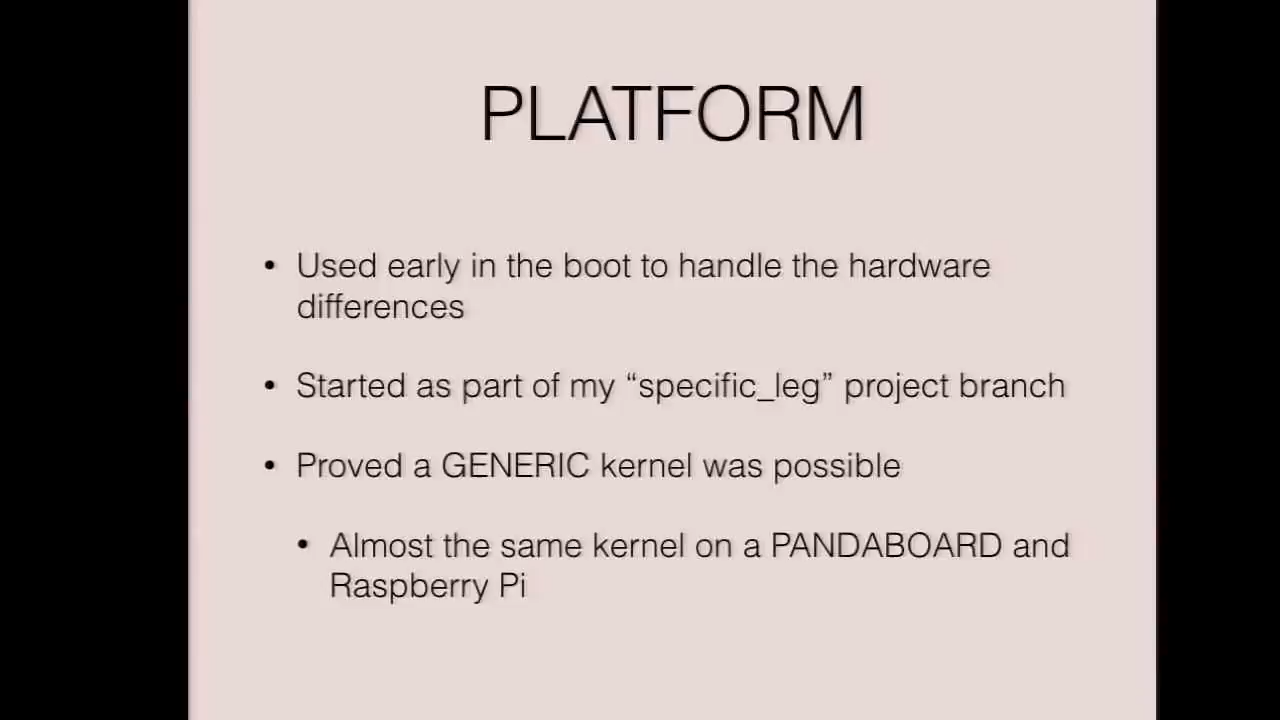 PLATFORM
• Used early in the boot to handle the hardware
differences
• Started as part of my “specific_leg” project branch
• Proved a GENERIC kernel was possible
• Almost the same kernel on a PANDABOARD and
Raspberry Pi